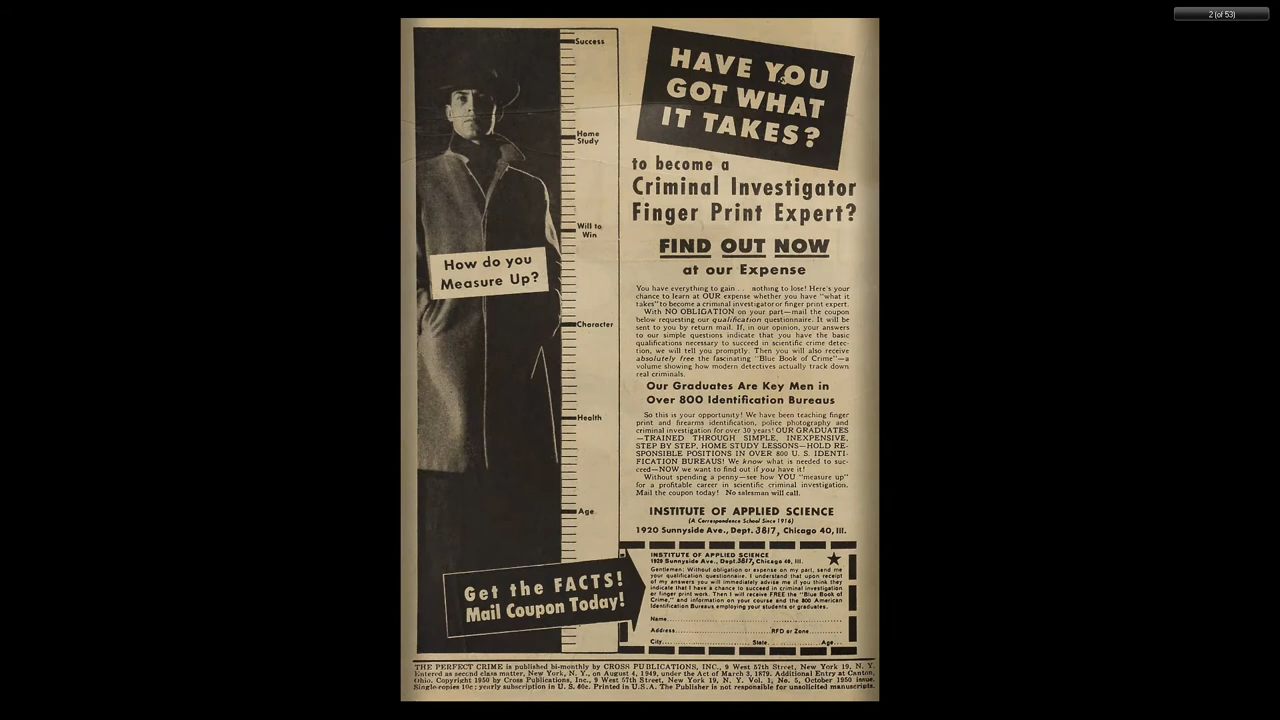 2 (of 53)
Success
Home
Study
Will to
Win
Character
Health
Age
How do you
Measure Up?
Get the FACTS!
Mail Coupon Today!
HAVE YOU
GOT WHAT
IT TAKES?
to become a
Criminal Investigator
Finger Print Expert?
FIND OUT NOW
at our Expense
You have everything to gain . . nothing to lose! Here's your
chance to learn at OUR expense whether you have "what it
takes" to become a criminal investigator or finger print expert.
With NO OBLIGATION on your part—mail the coupon
below requesting our qualification questionnaire. It will be
sent to you by return mail. If, in our opinion, your answers
to our simple questions indicate that you have the basic
qualifications necessary to succeed in scientific crime detec-
tion, we will tell you promptly. Then you will also receive
absolutely free the fascinating "Blue Book of Crime"—a
volume showing how modern detectives actually track down
real criminals.
Our Graduates Are Key Men in
Over 800 Identification Bureaus
So this is your opportunity! We have been teaching finger
print and firearms identification, police photography and
criminal investigation for over 30 years! OUR GRADUATES
—TRAINED THROUGH SIMPLE, INEXPENSIVE,
STEP BY STEP, HOME STUDY LESSONS—HOLD RE-
SPONSIBLE POSITIONS IN OVER 800 U. S. IDENTI-
FICATION BUREAUS! We know what is needed to suc-
ceed—NOW we want to find out if you have it!
Without spending a penny—see how YOU "measure up"
for a profitable career in scientific criminal investigation.
Mail the coupon today! No salesman will call.
INSTITUTE OF APPLIED SCIENCE
(A Correspondence School Since 1916)
1920 Sunnyside Ave., Dept. 3817, Chicago 40, Ill.
INSTITUTE OF APPLIED SCIENCE
1920 Sunnyside Ave., Dept. 3817, Chicago 40, Ill.
Gentlemen: Without obligation or expense on my part, send me
your qualification questionnaire. I understand that upon receipt
of my answers you will immediately advise me if you think they
indicate that I have a chance to succeed in criminal investigation
or finger print work. Then I will receive FREE the "Blue Book of
Crime," and information on your course and the 800 American
Identification Bureaus employing your students or graduates.
Name
Address RFD or Zone
City State Age
THE PERFECT CRIME is published bi-monthly by CROSS PUBLICATIONS, INC., 9 West 57th Street, New York 19, N. Y.
Entered as second class matter, New York, N. Y., on August 4, 1949, under the Act of March 3, 1879. Additional Entry at Canton,
Ohio. Copyright 1950 by Cross Publications, Inc., 9 West 57th Street, New York 19, N. Y. Vol. 1, No. 5, October 1950 issue.
Single copies 10c; yearly subscription in U. S. 60c. Printed in U.S.A. The Publisher is not responsible for unsolicited manuscripts.